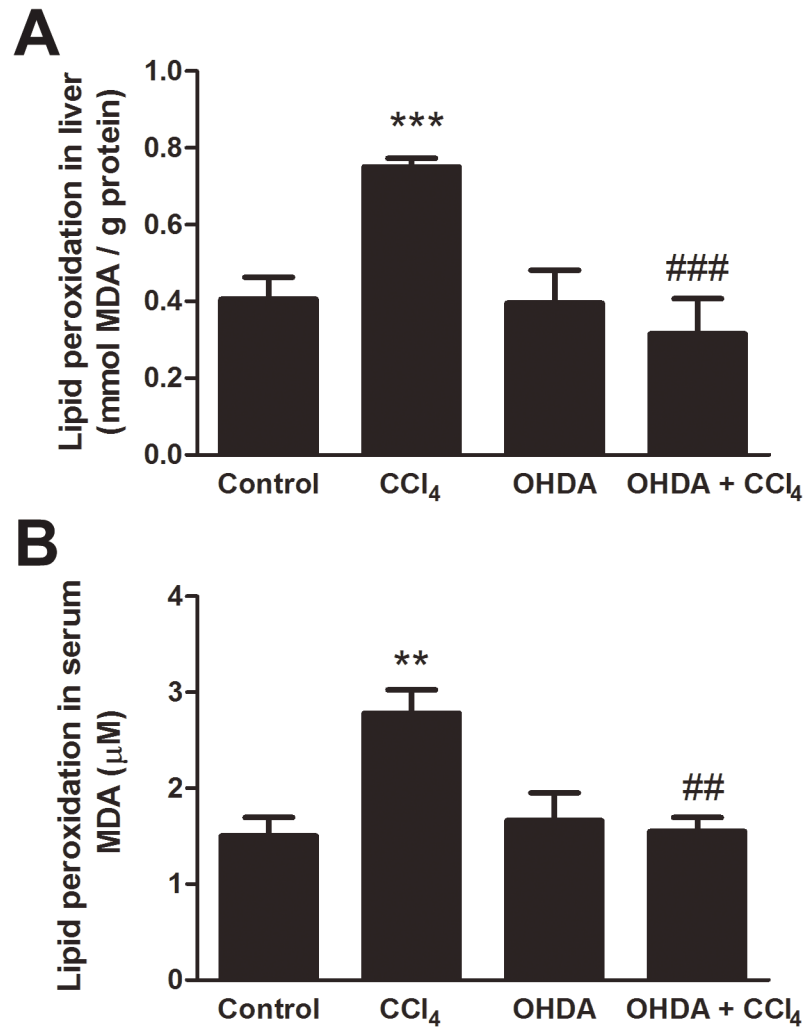 A
Lipid peroxidation in liver
(mmol MDA / g protein)
1.0
0.8
0.6
0.4
0.2
0.0
***
###
Control CCl₄ OHDA OHDA + CCl₄
B
Lipid peroxidation in serum
MDA (μM)
4
3
2
1
0
**
##
Control CCl₄ OHDA OHDA + CCl₄